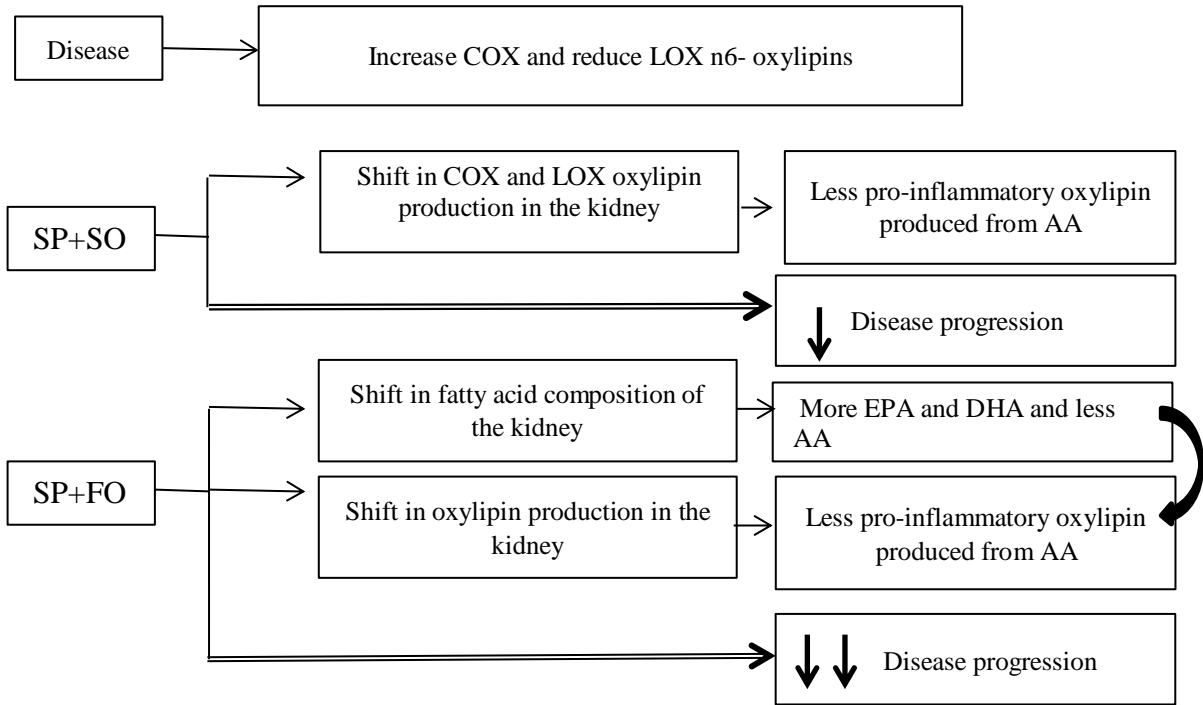 Disease
Increase COX and reduce LOX n6- oxylipins
Shift in COX and LOX oxylipin
production in the kidney
Less pro-inflammatory oxylipin
produced from AA
SP+SO
Disease progression
Shift in fatty acid composition of
the kidney
More EPA and DHA and less
AA
SP+FO
Shift in oxylipin production in the
kidney
Less pro-inflammatory oxylipin
produced from AA
Disease progression